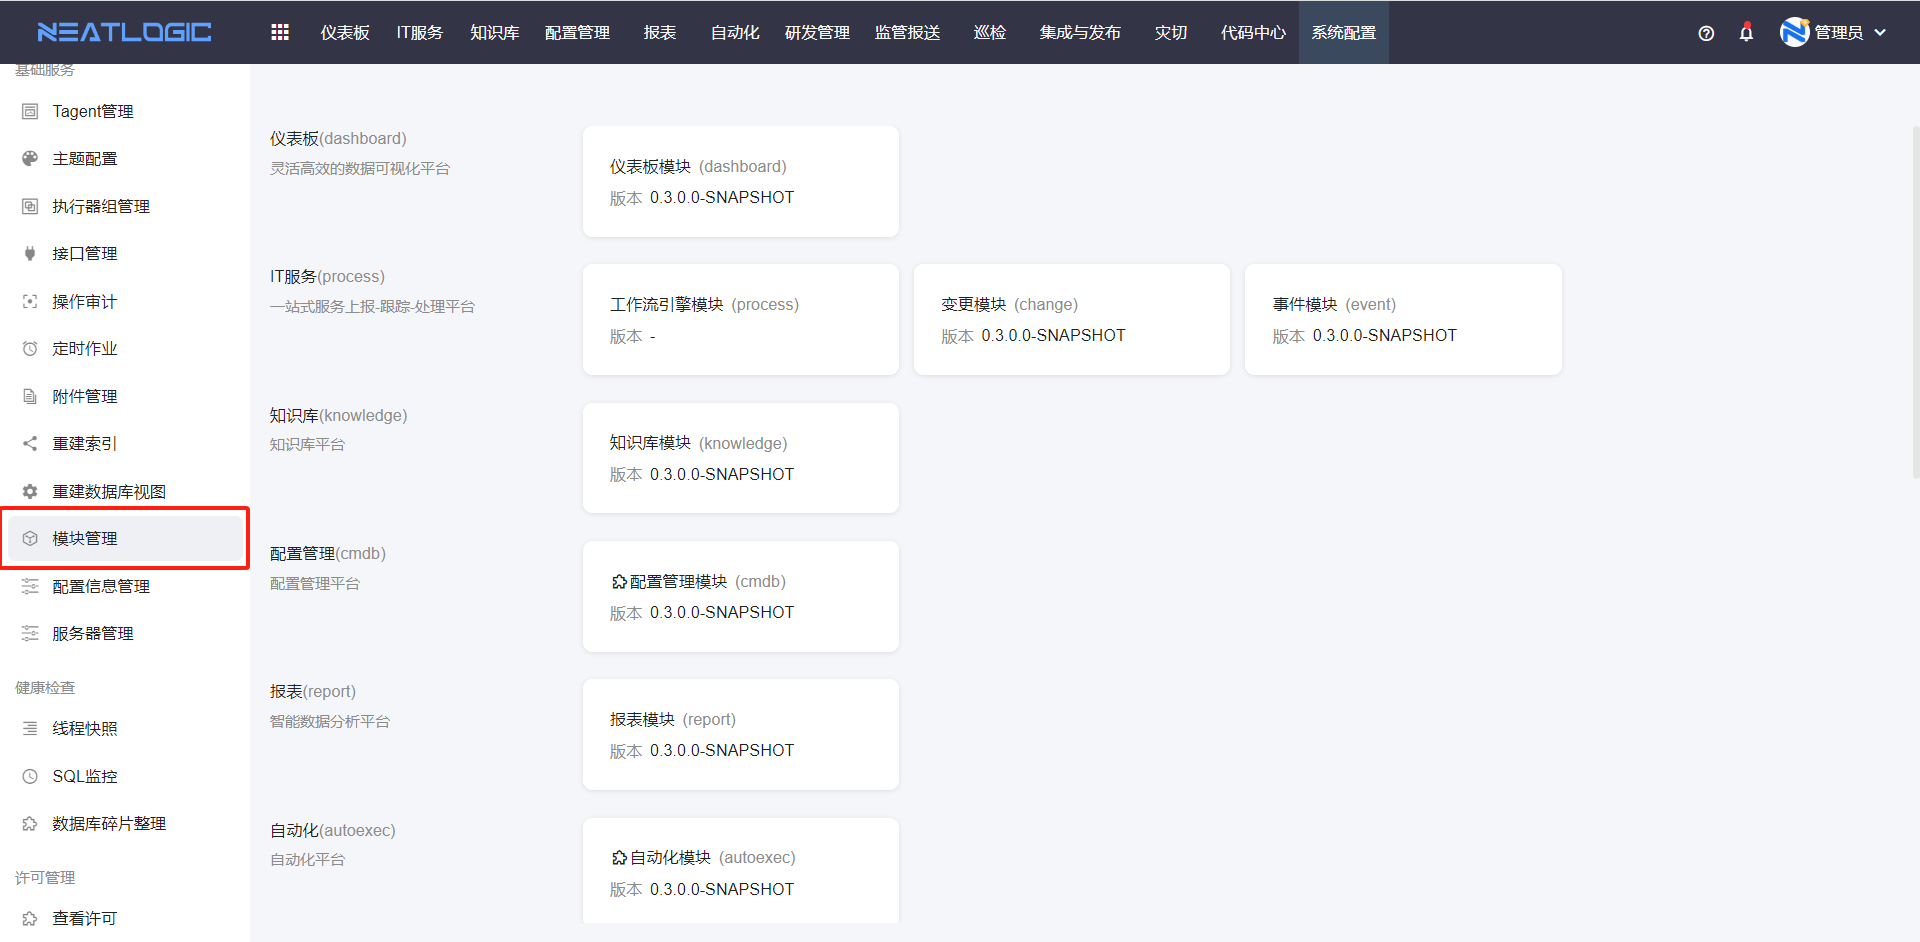 NEATLOGIC
仪表板
IT服务
知识库
配置管理
报表
自动化
研发管理
监管报送
巡检
集成与发布
灾切
代码中心
系统配置
管理员
基础服务
Tagent管理
主题配置
执行器组管理
接口管理
操作审计
定时作业
附件管理
重建索引
重建数据库视图
模块管理
配置信息管理
服务器管理
健康检查
线程快照
SQL监控
数据库碎片整理
许可管理
查看许可
仪表板(dashboard)
灵活高效的数据可视化平台
仪表板模块 (dashboard)
版本 0.3.0.0-SNAPSHOT
IT服务(process)
一站式服务上报-跟踪-处理平台
工作流引擎模块 (process)
版本 -
变更模块 (change)
版本 0.3.0.0-SNAPSHOT
事件模块 (event)
版本 0.3.0.0-SNAPSHOT
知识库(knowledge)
知识库平台
知识库模块 (knowledge)
版本 0.3.0.0-SNAPSHOT
配置管理(cmdb)
配置管理平台
配置管理模块 (cmdb)
版本 0.3.0.0-SNAPSHOT
报表(report)
智能数据分析平台
报表模块 (report)
版本 0.3.0.0-SNAPSHOT
自动化(autoexec)
自动化平台
自动化模块 (autoexec)
版本 0.3.0.0-SNAPSHOT